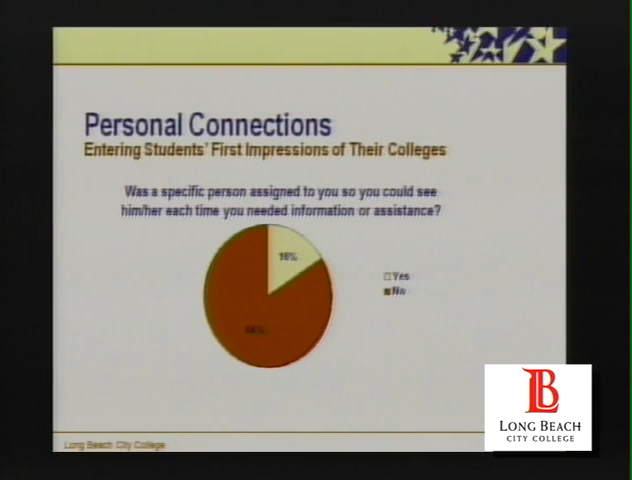 Personal Connections
Entering Students' First Impressions of Their Colleges
Was a specific person assigned to you so you could see
him/her each time you needed information or assistance?
16%
Yes
No
Long Beach City College
LB
LONG BEACH
CITY COLLEGE